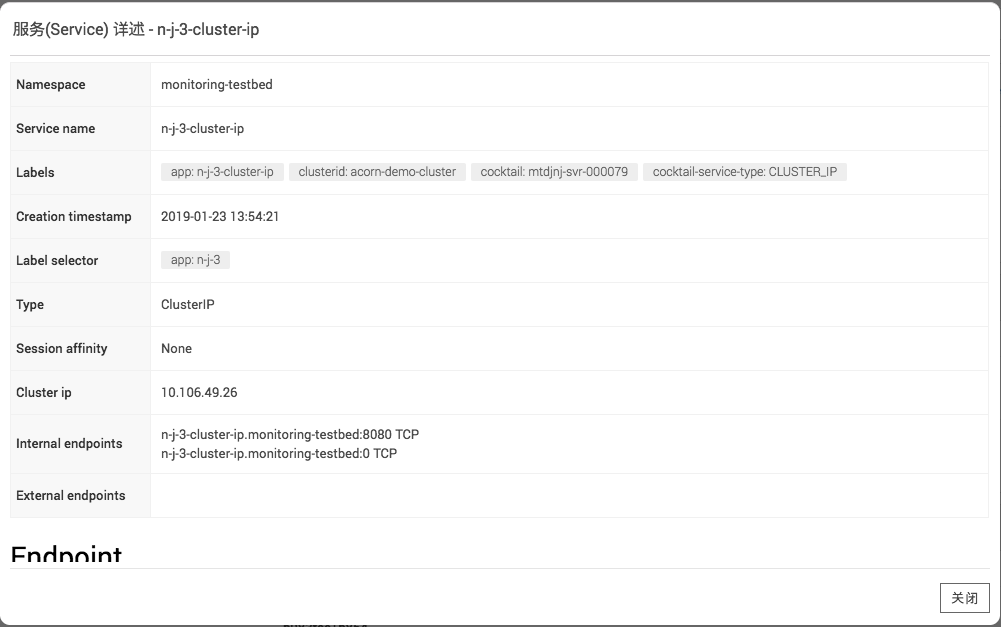 服务(Service) 详述 - n-j-3-cluster-ip
Namespace monitoring-testbed
Service name n-j-3-cluster-ip
Labels app: n-j-3-cluster-ip clusterid: acorn-demo-cluster cocktail: mtdjnj-svr-000079 cocktail-service-type: CLUSTER_IP
Creation timestamp 2019-01-23 13:54:21
Label selector app: n-j-3
Type ClusterIP
Session affinity None
Cluster ip 10.106.49.26
Internal endpoints n-j-3-cluster-ip.monitoring-testbed:8080 TCP
n-j-3-cluster-ip.monitoring-testbed:0 TCP
External endpoints
Endpoint
关闭